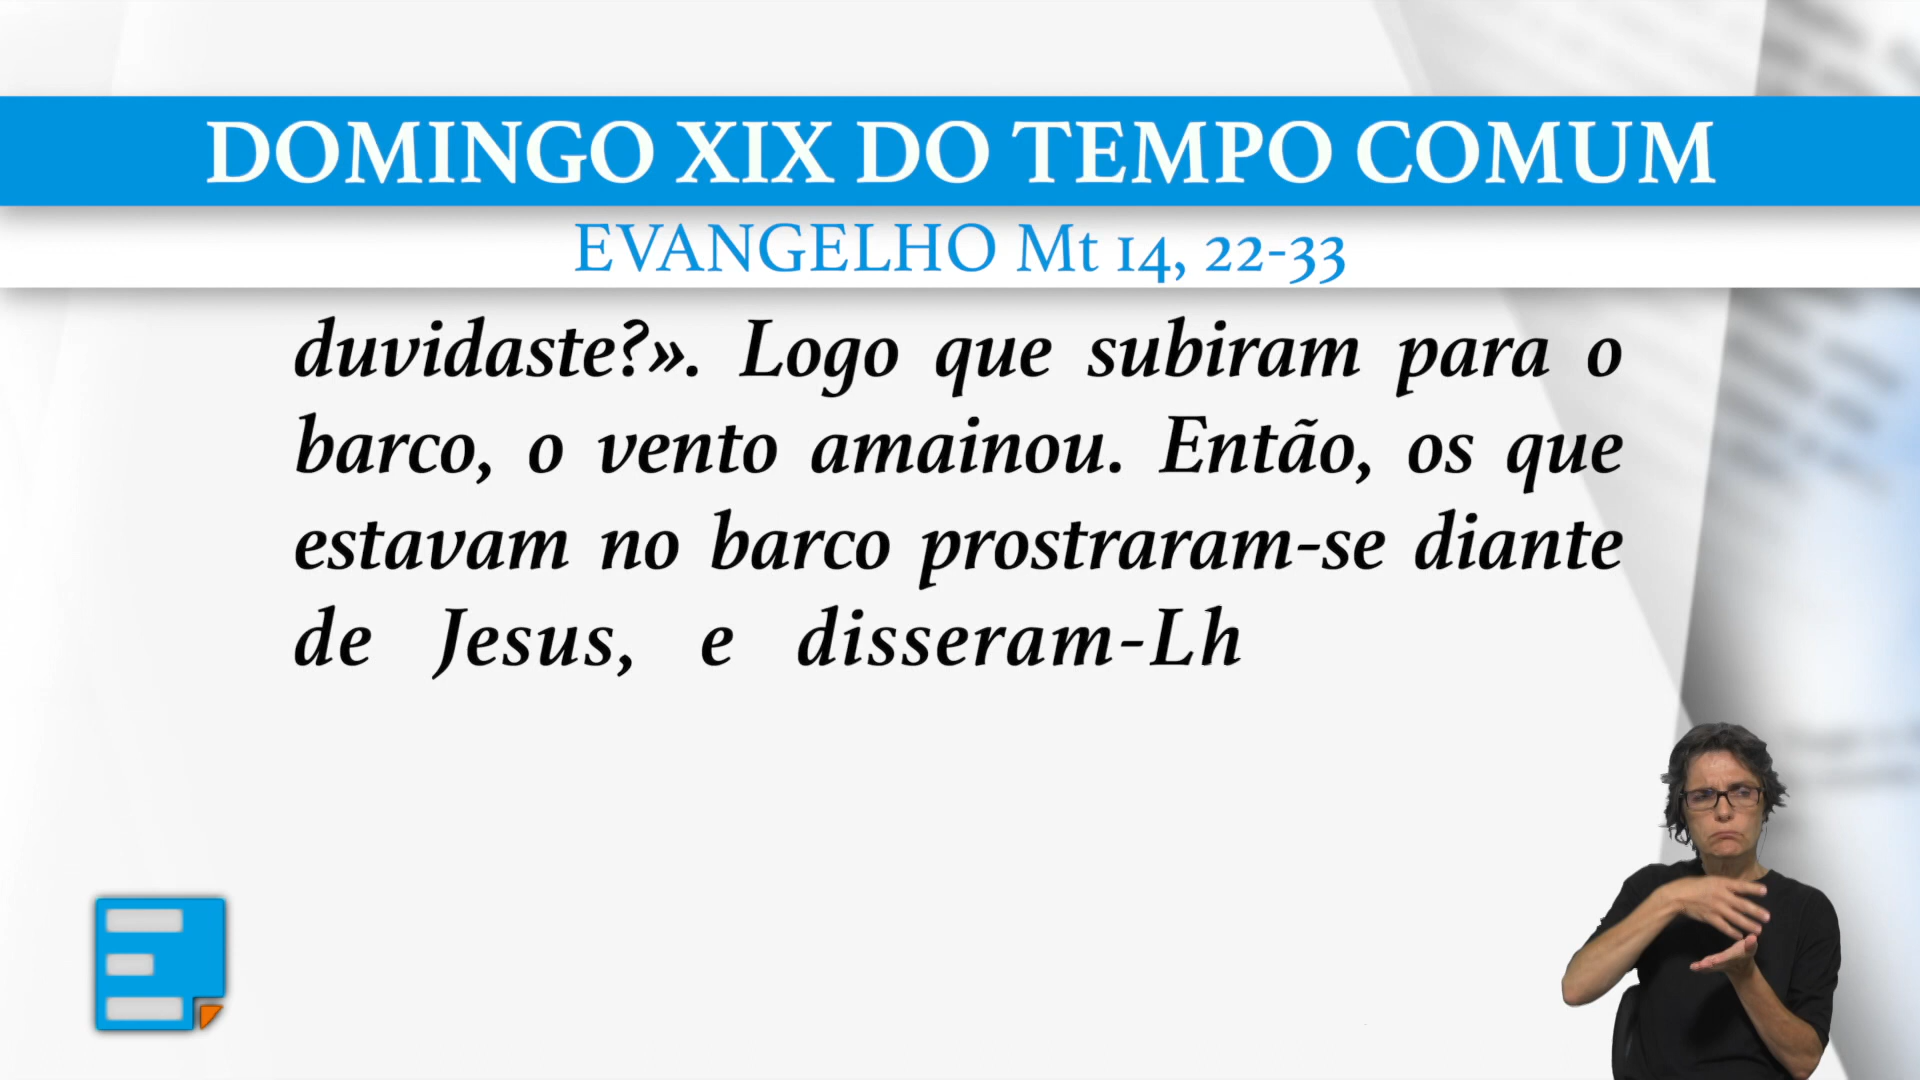 DOMINGO XIX DO TEMPO COMUM
EVANGELHO Mt 14, 22-33
duvidaste?». Logo que subiram para o
barco, o vento amainou. Então, os que
estavam no barco prostraram-se diante
de Jesus, e disseram-Lh